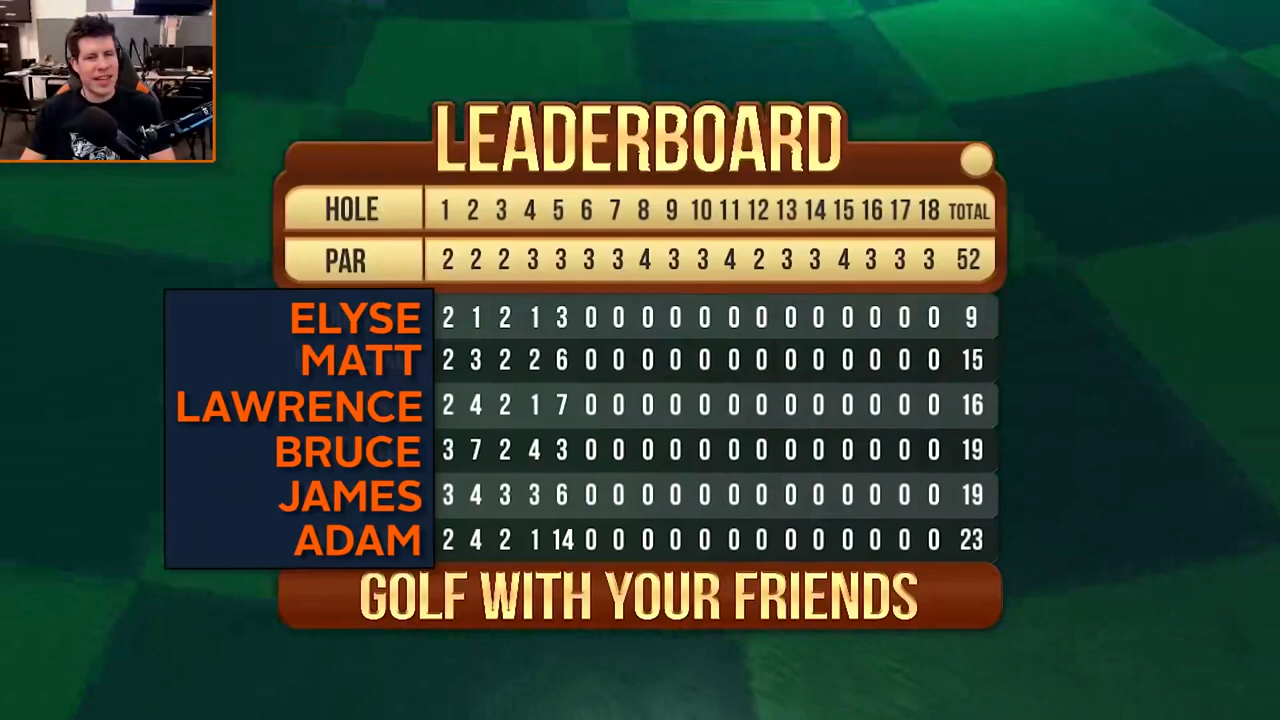 LEADERBOARD
HOLE 1 2 3 4 5 6 7 8 9 10 11 12 13 14 15 16 17 18 TOTAL
PAR 2 2 2 3 3 3 3 4 3 3 4 2 3 3 4 3 3 3 52
ELYSE 2 1 2 1 3 0 0 0 0 0 0 0 0 0 0 0 0 0 9
MATT 2 3 2 2 6 0 0 0 0 0 0 0 0 0 0 0 0 0 15
LAWRENCE 2 4 2 1 7 0 0 0 0 0 0 0 0 0 0 0 0 0 16
BRUCE 3 7 2 4 3 0 0 0 0 0 0 0 0 0 0 0 0 0 19
JAMES 3 4 3 3 6 0 0 0 0 0 0 0 0 0 0 0 0 0 19
ADAM 2 4 2 1 14 0 0 0 0 0 0 0 0 0 0 0 0 0 23
GOLF WITH YOUR FRIENDS